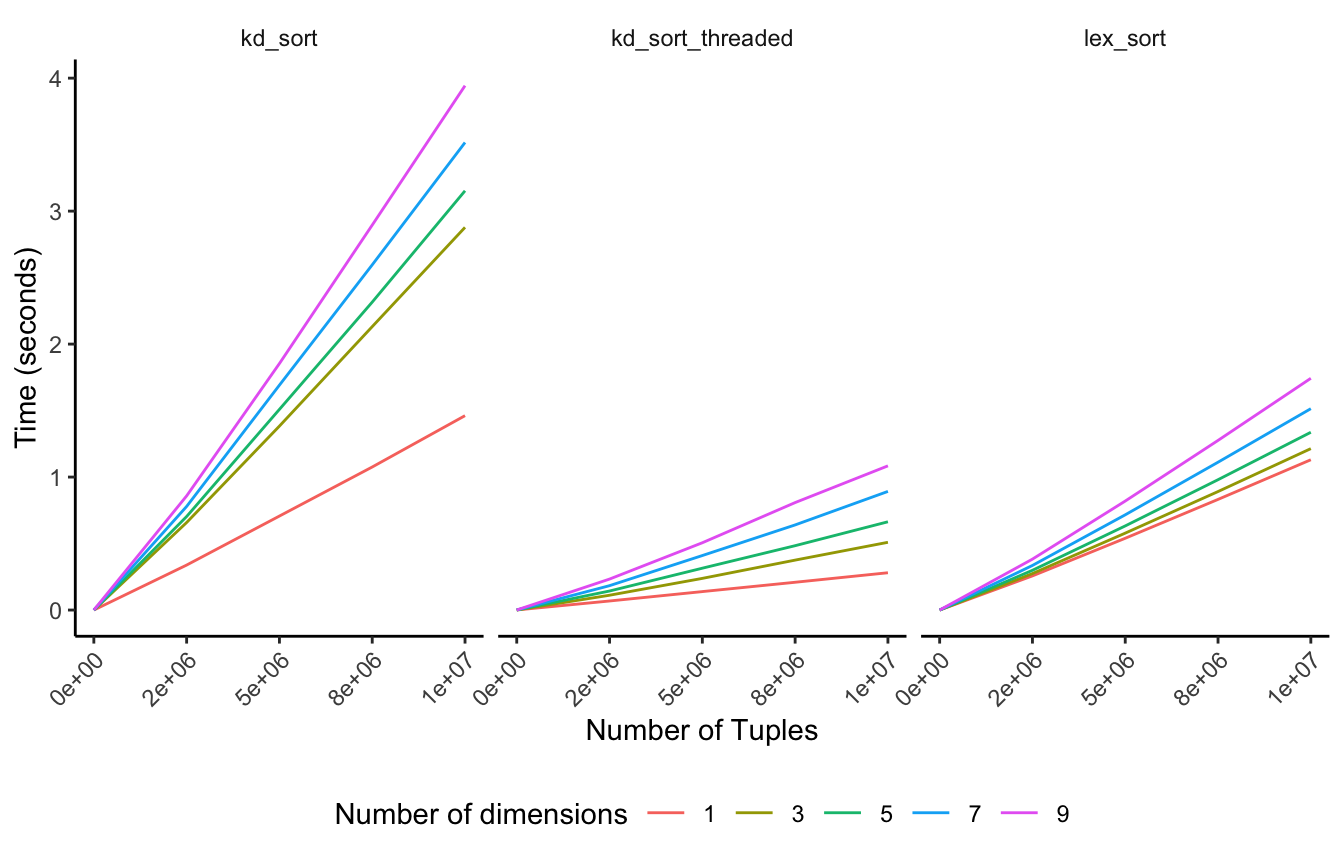 kd_sort kd_sort_threaded lex_sort
4
3
2
1
0
Time (seconds)
0e+00 2e+06 5e+06 8e+06 1e+07 0e+00 2e+06 5e+06 8e+06 1e+07 0e+00 2e+06 5e+06 8e+06 1e+07
Number of Tuples
Number of dimensions 1 3 5 7 9